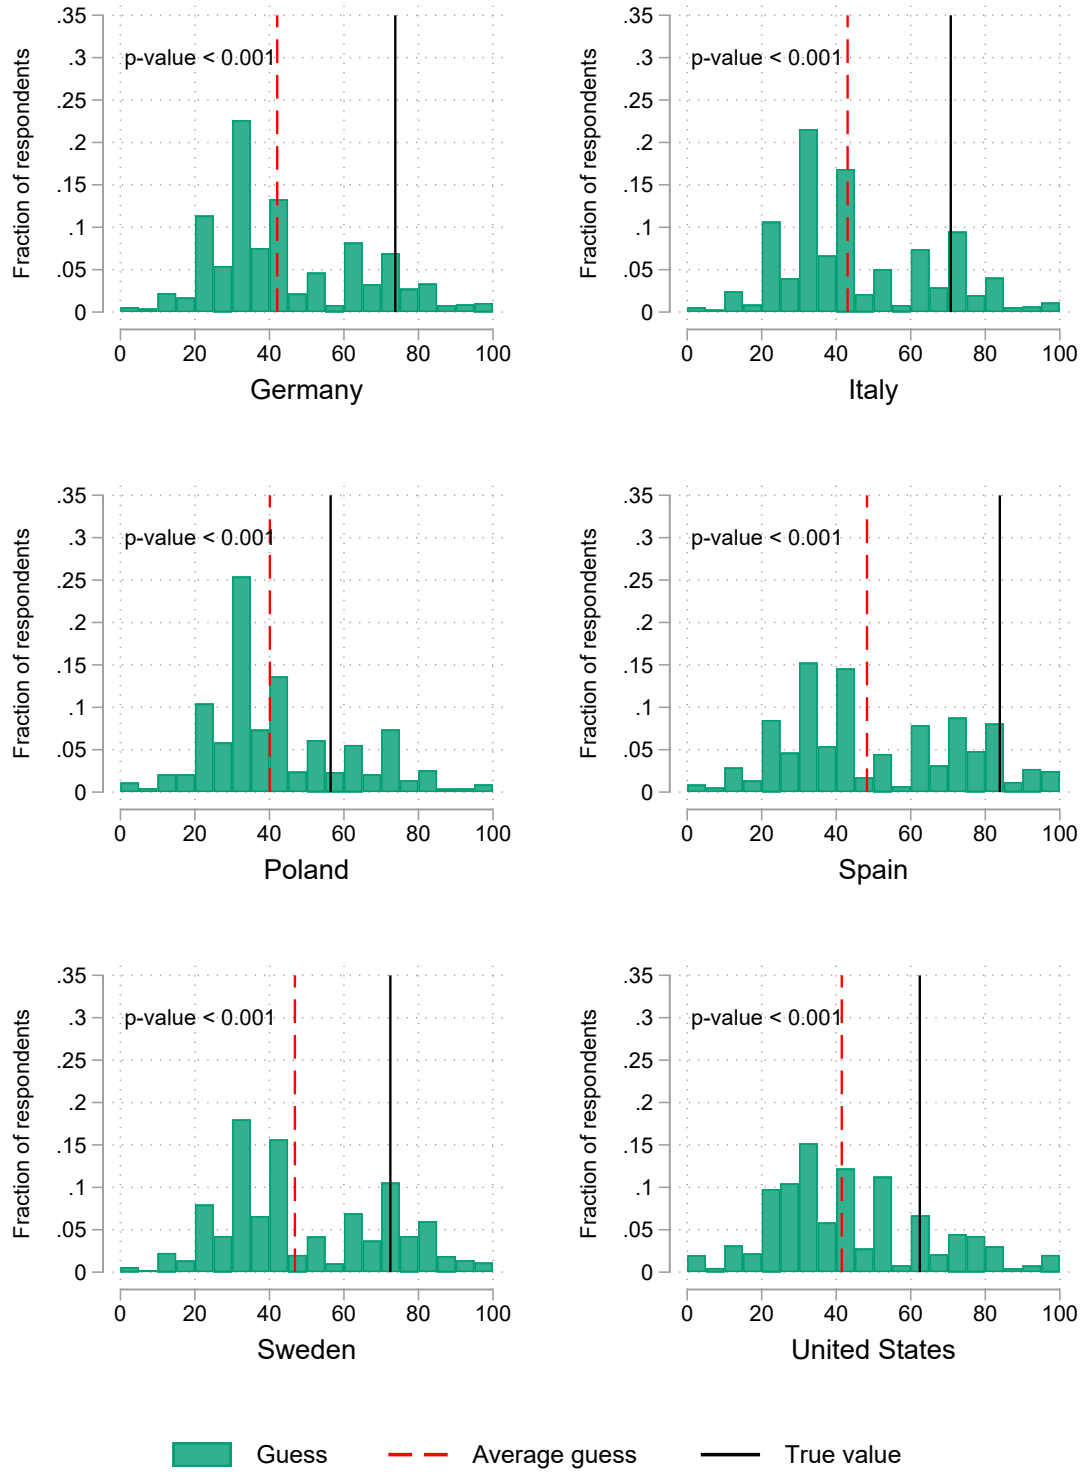 Fraction of respondents
.35
.3
.25
.2
.15
.1
.05
0
p-value < 0.001
0 20 40 60 80 100
Germany
Fraction of respondents
.35
.3
.25
.2
.15
.1
.05
0
p-value < 0.001
0 20 40 60 80 100
Italy
Fraction of respondents
.35
.3
.25
.2
.15
.1
.05
0
p-value < 0.001
0 20 40 60 80 100
Poland
Fraction of respondents
.35
.3
.25
.2
.15
.1
.05
0
p-value < 0.001
0 20 40 60 80 100
Spain
Fraction of respondents
.35
.3
.25
.2
.15
.1
.05
0
p-value < 0.001
0 20 40 60 80 100
Sweden
Fraction of respondents
.35
.3
.25
.2
.15
.1
.05
0
p-value < 0.001
0 20 40 60 80 100
United States
Guess Average guess True value